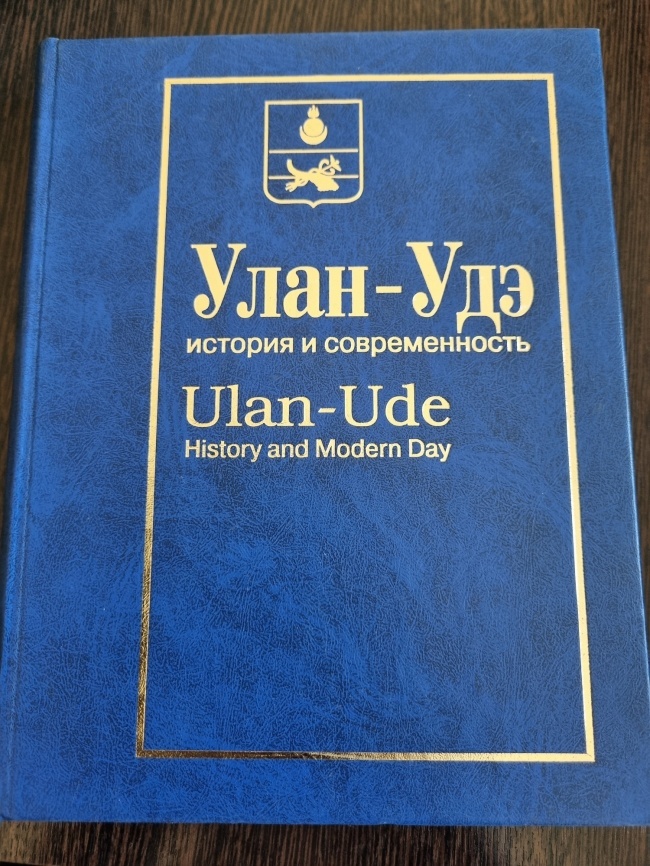 Улан-Удэ
история и современность
Ulan-Ude
History and Modern Day